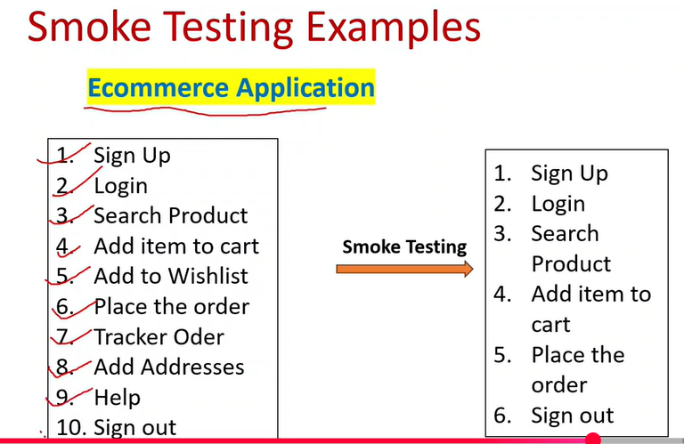 Smoke Testing Examples
Ecommerce Application
1. Sign Up
2. Login
3. Search Product
4. Add item to cart
5. Add to Wishlist
6. Place the order
7. Tracker Oder
8. Add Addresses
9. Help
10. Sign out
Smoke Testing
1. Sign Up
2. Login
3. Search
Product
4. Add item to
cart
5. Place the
order
6. Sign out